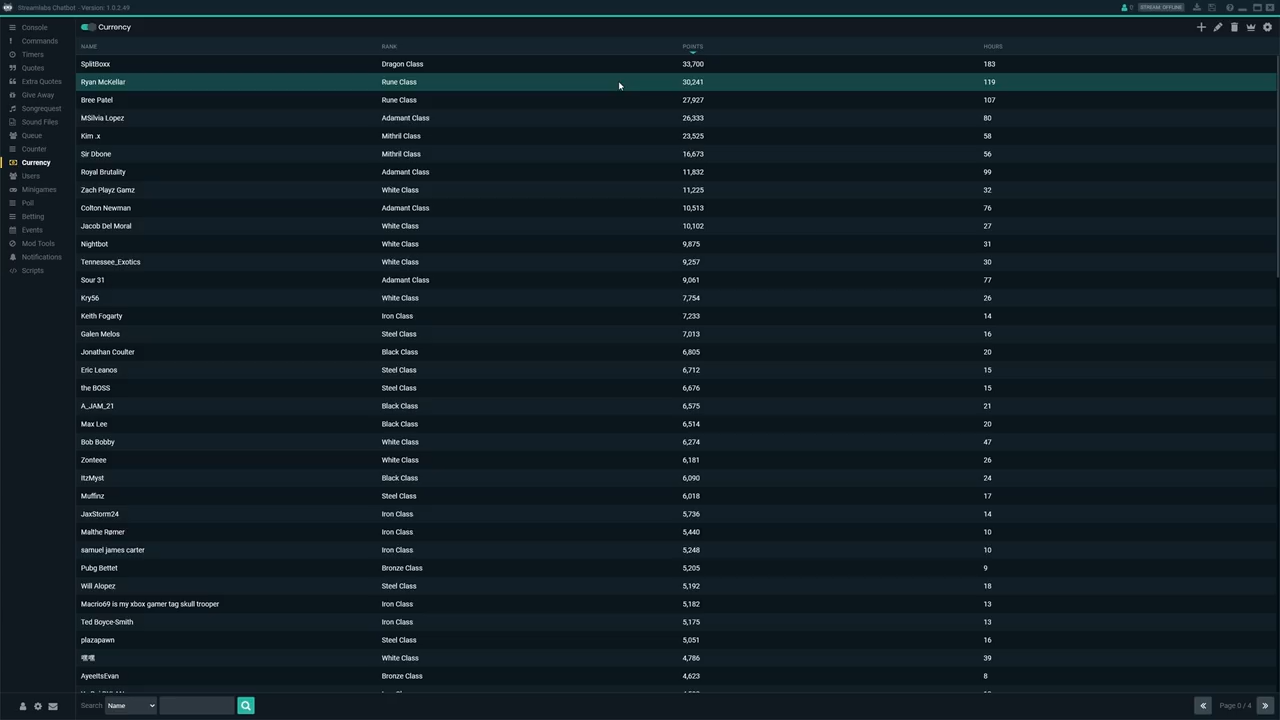 Streamlabs Chatbot - Version: 1.0.2.49
0 STREAM: OFFLINE
Console
Commands
Timers
Quotes
Extra Quotes
Give Away
Songrequest
Sound Files
Queue
Counter
Currency
Users
Minigames
Poll
Betting
Events
Mod Tools
Notifications
Scripts
Currency
NAME RANK POINTS HOURS
SplitBoxx Dragon Class 33,700 183
Ryan McKellar Rune Class 30,241 119
Bree Patel Rune Class 27,927 107
MSilvia Lopez Adamant Class 26,333 80
Kim .x Mithril Class 23,525 58
Sir Dbone Mithril Class 16,673 56
Royal Brutality Adamant Class 11,832 99
Zach Playz Gamz White Class 11,225 32
Colton Newman Adamant Class 10,513 76
Jacob Del Moral White Class 10,102 27
Nightbot White Class 9,875 31
Tennessee_Exotics White Class 9,257 30
Sour 31 Adamant Class 9,061 77
Kry56 White Class 7,754 26
Keith Fogarty Iron Class 7,233 14
Galen Melos Steel Class 7,013 16
Jonathan Coulter Black Class 6,805 20
Eric Leanos Steel Class 6,712 15
the BOSS Steel Class 6,676 15
A_JAM_21 Black Class 6,575 21
Max Lee Black Class 6,514 20
Bob Bobby White Class 6,274 47
Zonteee White Class 6,181 26
ItzMyst Black Class 6,090 24
Muffinz Steel Class 6,018 17
JaxStorm24 Iron Class 5,736 14
Malthe Rømer Iron Class 5,440 10
samuel james carter Iron Class 5,248 10
Pubg Bettet Bronze Class 5,205 9
Will Alopez Steel Class 5,192 18
Macrio69 is my xbox gamer tag skull trooper Iron Class 5,182 13
Ted Boyce-Smith Iron Class 5,175 13
plazapawn Steel Class 5,051 16
嘿嘿 White Class 4,786 39
AyeeItsEvan Bronze Class 4,623 8
Search Name Page 0 / 4